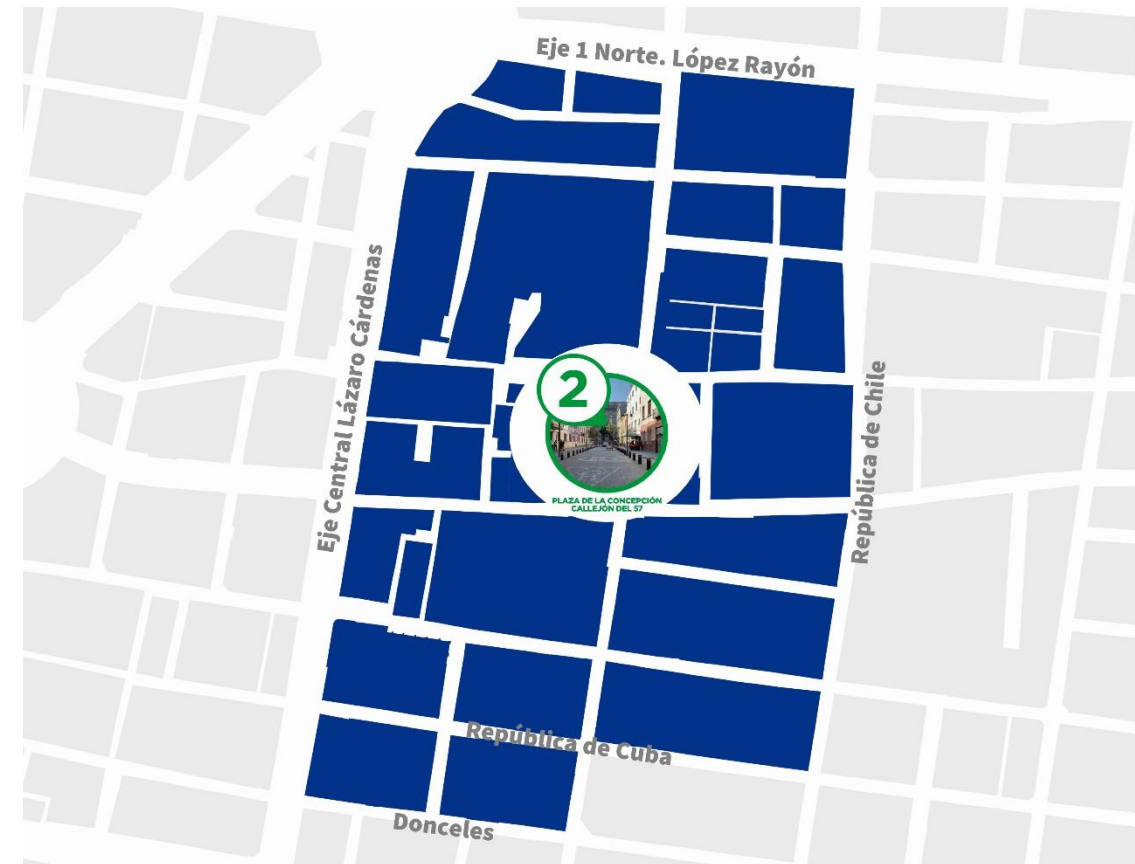 Eje 1 Norte. López Rayón
Eje Central Lázaro Cárdenas
República de Chile
2
PLAZA DE LA CONCEPCIÓN
CALLEJÓN DEL 57
República de Cuba
Donceles